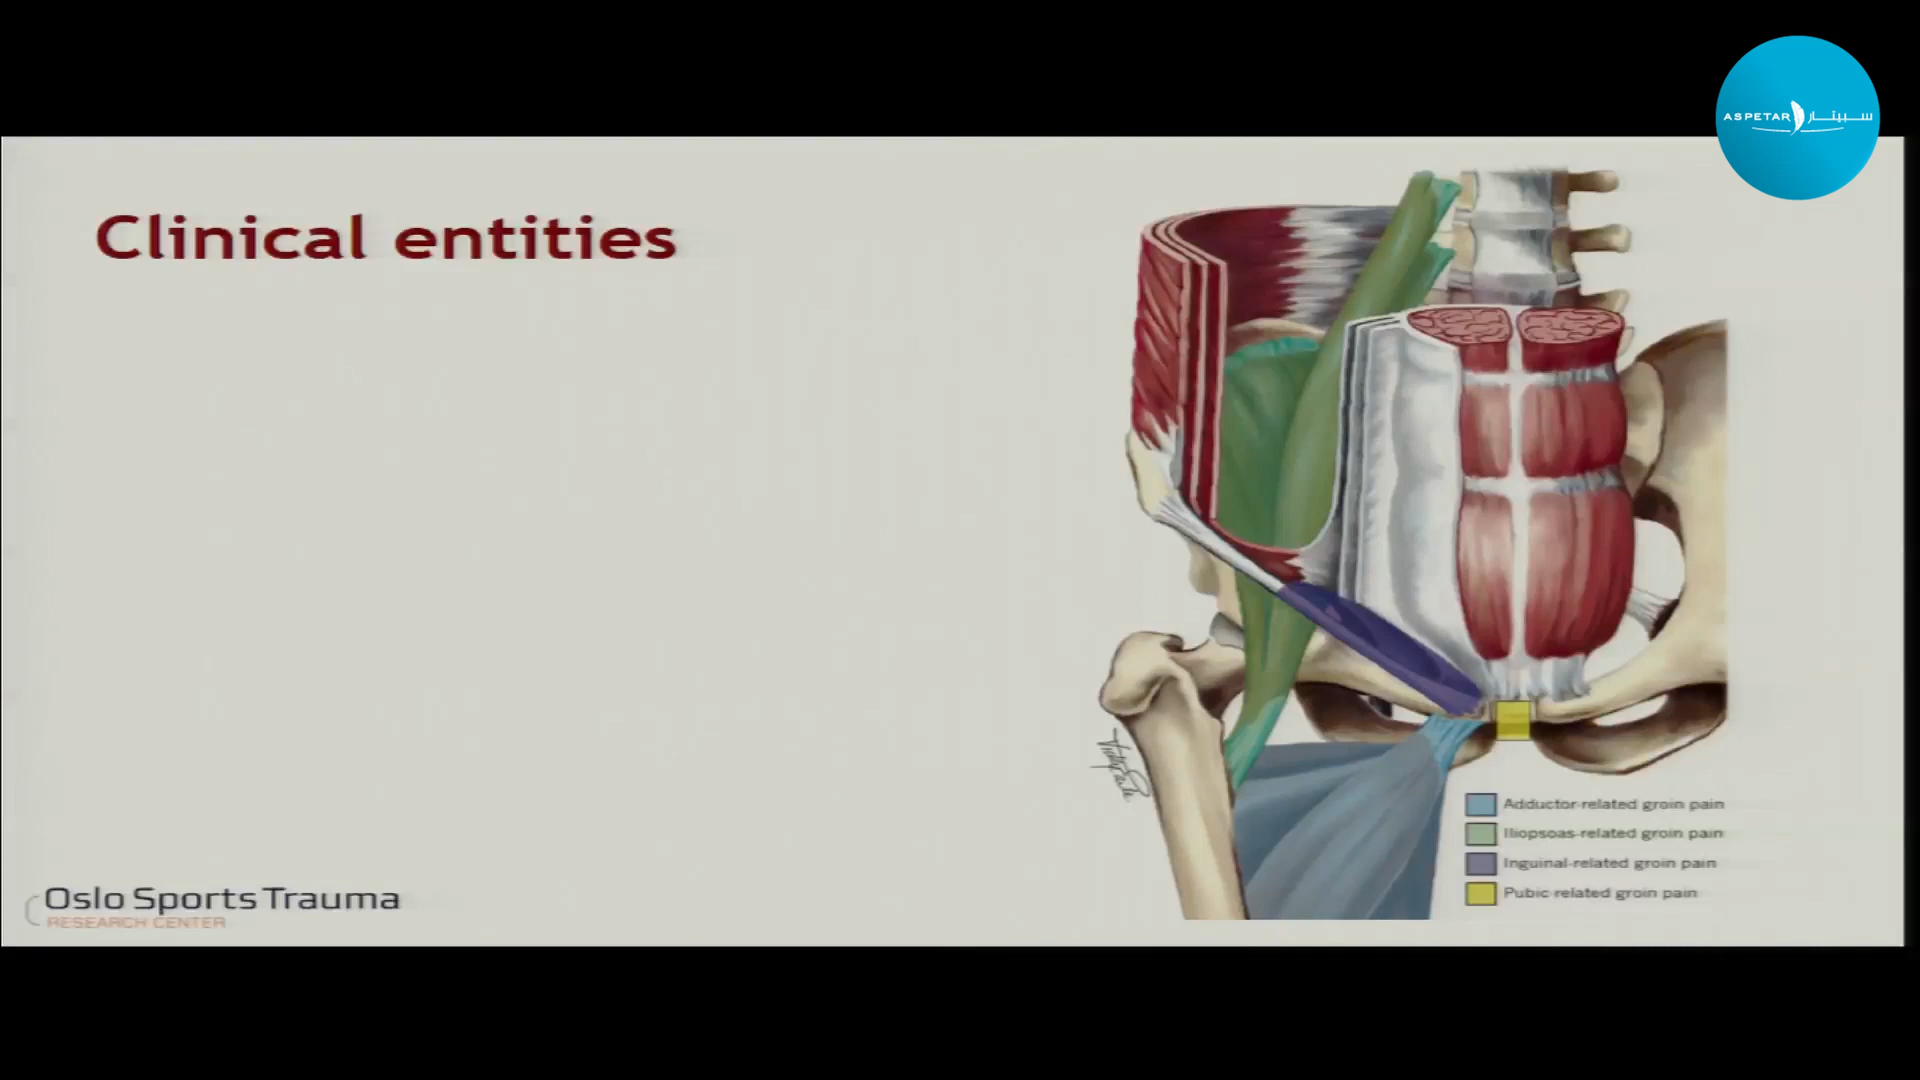 ASPETAR سبيتار
Clinical entities
Adductor-related groin pain
Iliopsoas-related groin pain
Inguinal-related groin pain
Pubic-related groin pain
Oslo Sports Trauma
RESEARCH CENTER